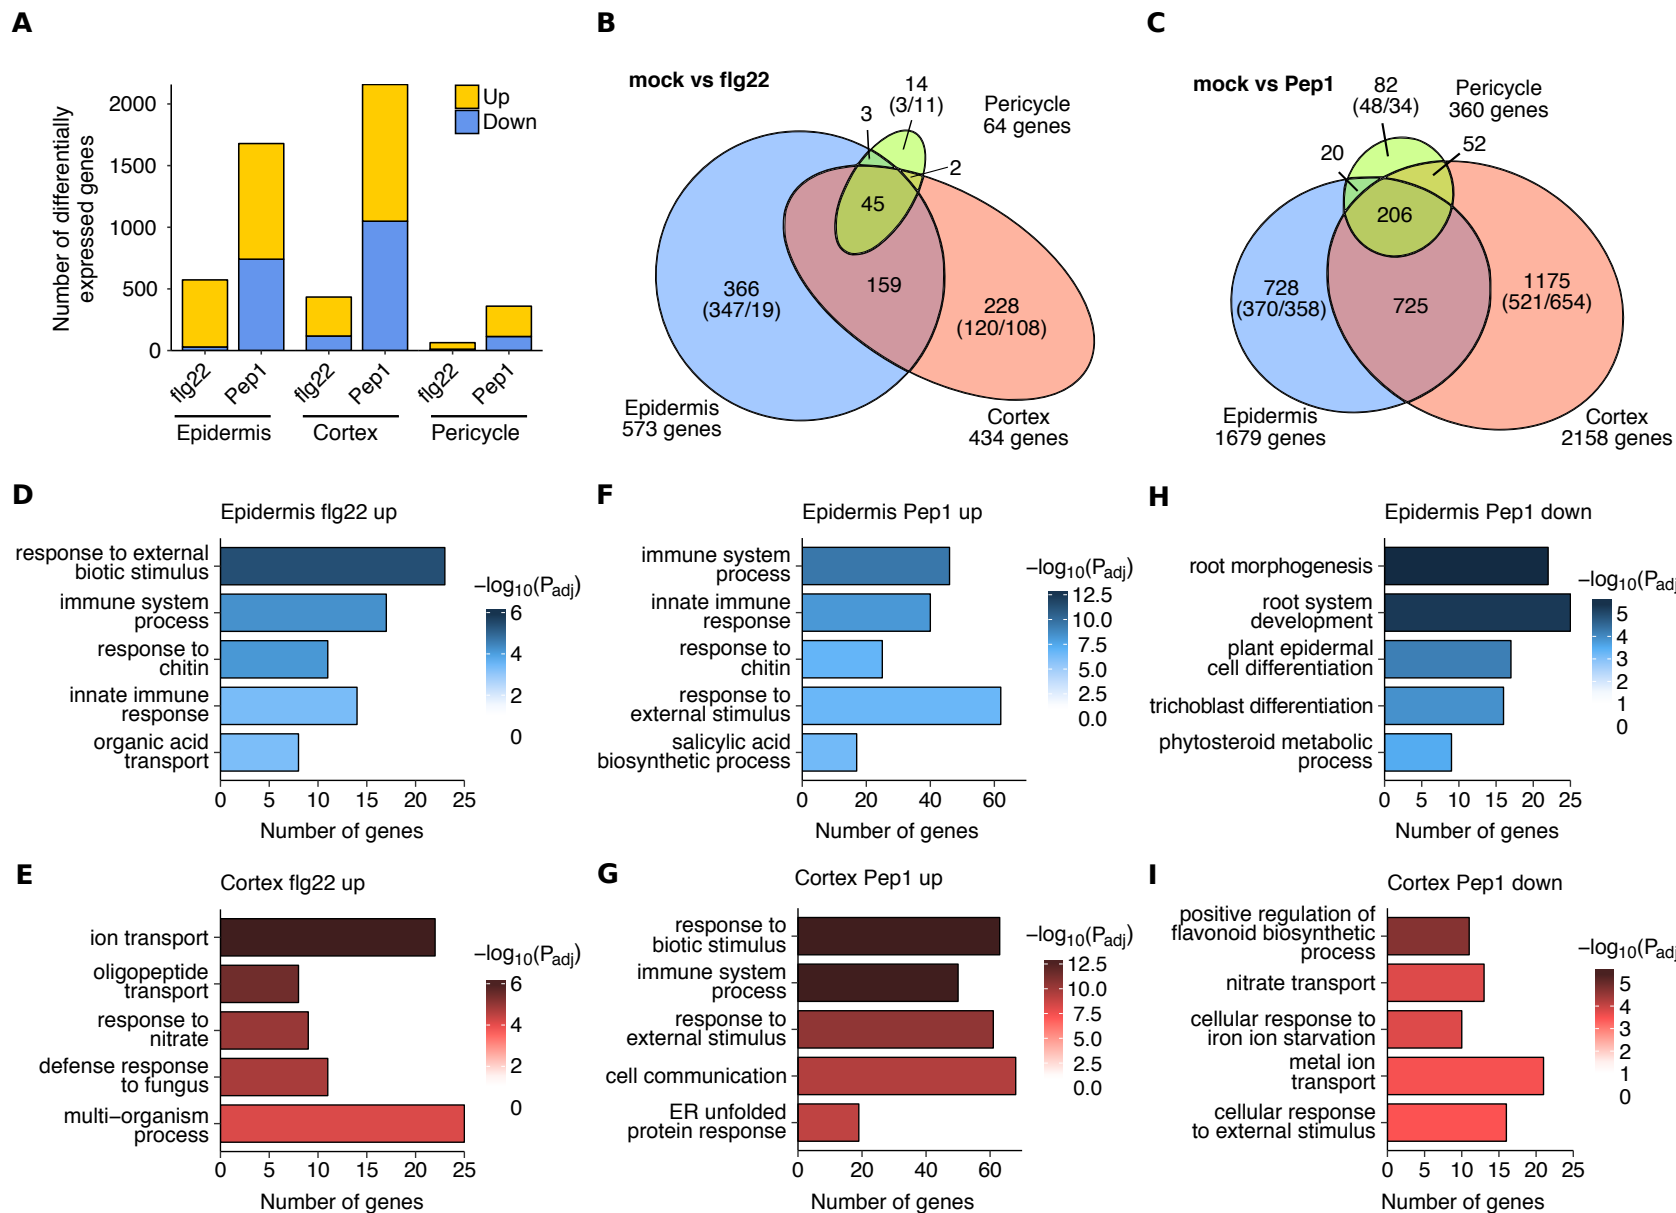 A
Number of differentially
expressed genes
2000
1500
1000
500
0
Up
Down
flg22
Pep1
flg22
Pep1
flg22
Pep1
Epidermis
Cortex
Pericycle
B
mock vs flg22
14
(3/11)
Pericycle
64 genes
3
2
45
366
(347/19)
159
228
(120/108)
Epidermis
573 genes
Cortex
434 genes
C
mock vs Pep1
82
(48/34)
Pericycle
360 genes
20
52
206
728
(370/358)
725
1175
(521/654)
Epidermis
1679 genes
Cortex
2158 genes
D
Epidermis flg22 up
response to external
biotic stimulus
immune system
process
response to
chitin
innate immune
response
organic acid
transport
0 5 10 15 20 25
Number of genes
−log10(Padj)
6
4
2
0
F
Epidermis Pep1 up
immune system
process
innate immune
response
response to
chitin
response to
external stimulus
salicylic acid
biosynthetic process
0 20 40 60
Number of genes
−log10(Padj)
12.5
10.0
7.5
5.0
2.5
0.0
H
Epidermis Pep1 down
root morphogenesis
root system
development
plant epidermal
cell differentiation
trichoblast differentiation
phytosteroid metabolic
process
0 5 10 15 20 25
Number of genes
−log10(Padj
5
4
3
2
1
0
E
Cortex flg22 up
ion transport
oligopeptide
transport
response to
nitrate
defense response
to fungus
multi−organism
process
0 5 10 15 20 25
Number of genes
−log10(Padj)
6
4
2
0
G
Cortex Pep1 up
response to
biotic stimulus
immune system
process
response to
external stimulus
cell communication
ER unfolded
protein response
0 20 40 60
Number of genes
−log10(Padj)
12.5
10.0
7.5
5.0
2.5
0.0
I
Cortex Pep1 down
positive regulation of
flavonoid biosynthetic
process
nitrate transport
cellular response to
iron ion starvation
metal ion
transport
cellular response
to external stimulus
0 5 10 15 20 25
Number of genes
−log10(Padj
5
4
3
2
1
0